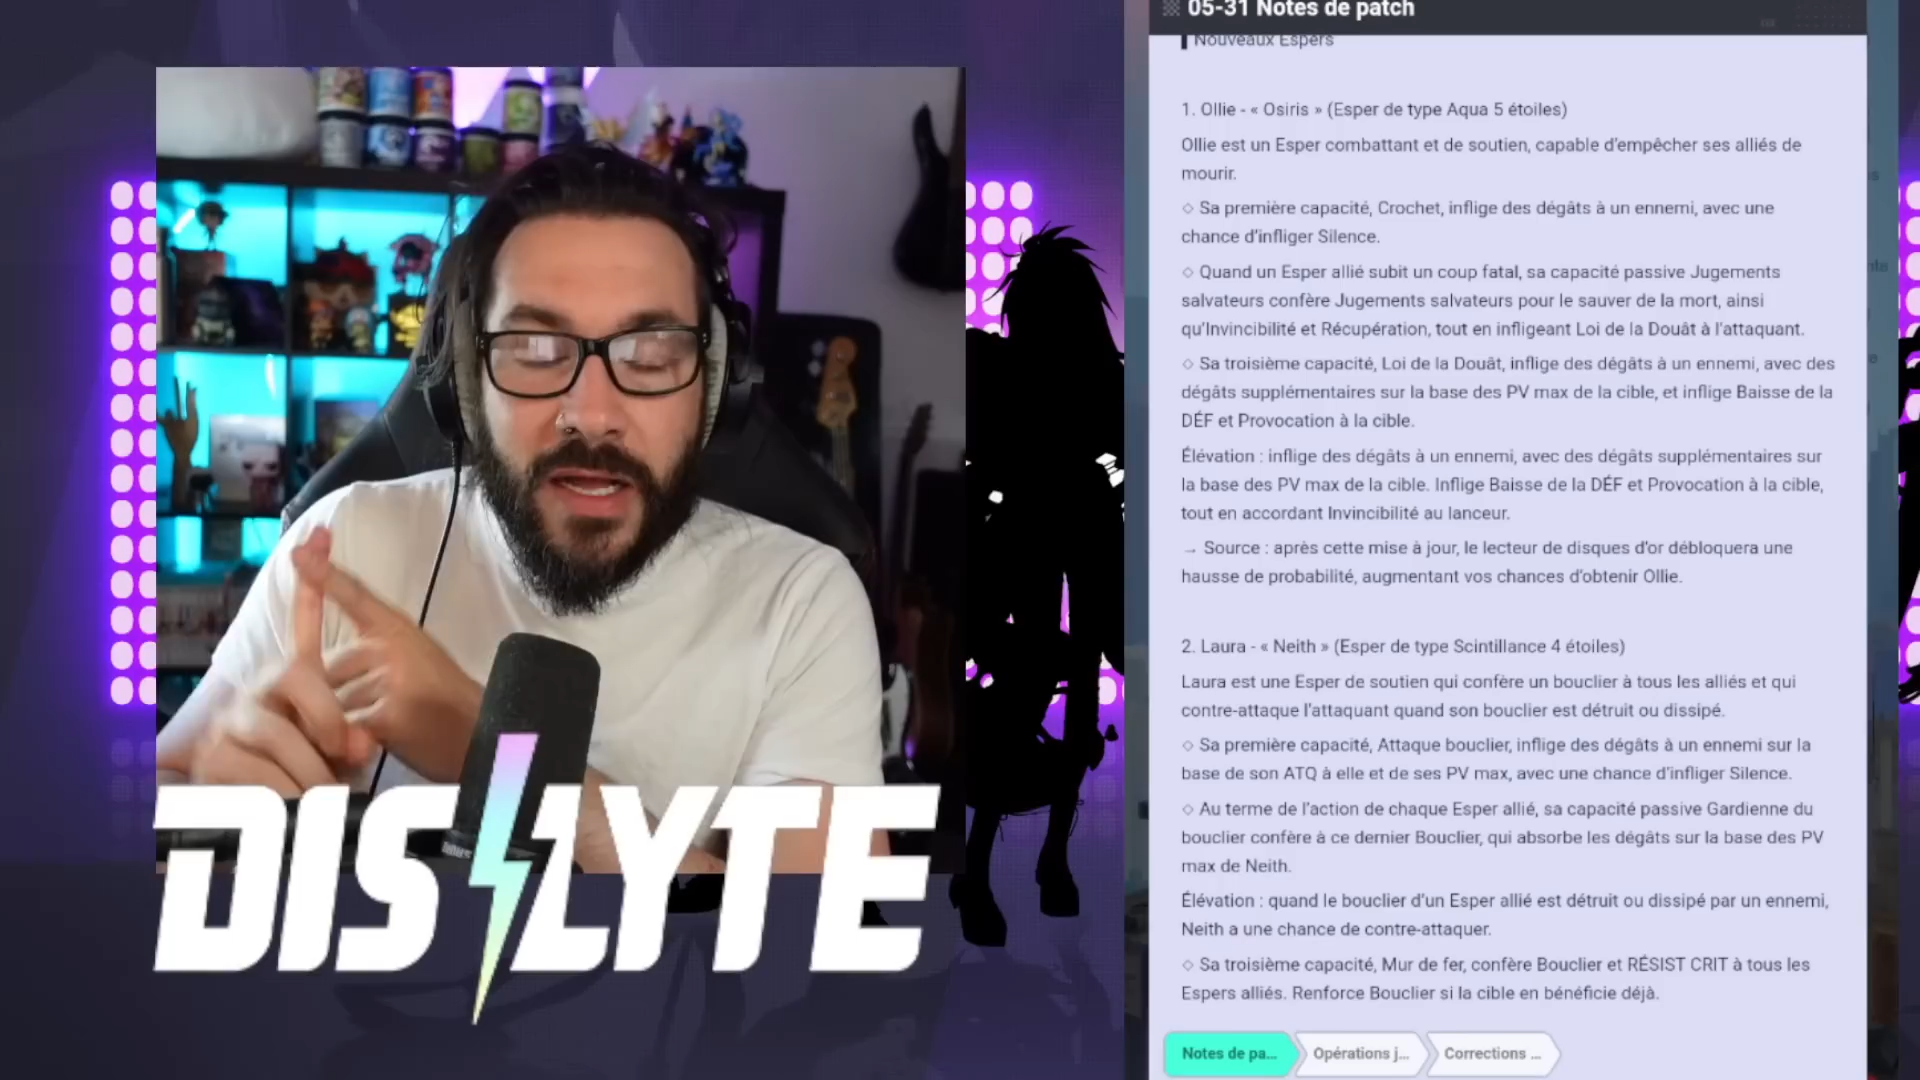 05-31 Notes de patch
Nouveaux Espers
1. Ollie - « Osiris » (Esper de type Aqua 5 étoiles)
Ollie est un Esper combattant et de soutien, capable d'empêcher ses alliés de
mourir.
◇ Sa première capacité, Crochet, inflige des dégâts à un ennemi, avec une
chance d'infliger Silence.
◇ Quand un Esper allié subit un coup fatal, sa capacité passive Jugements
salvateurs confère Jugements salvateurs pour le sauver de la mort, ainsi
qu'Invincibilité et Récupération, tout en infligeant Loi de la Douât à l'attaquant.
◇ Sa troisième capacité, Loi de la Douât, inflige des dégâts à un ennemi, avec des
dégâts supplémentaires sur la base des PV max de la cible, et inflige Baisse de la
DÉF et Provocation à la cible.
Élévation : inflige des dégâts à un ennemi, avec des dégâts supplémentaires sur
la base des PV max de la cible. Inflige Baisse de la DÉF et Provocation à la cible,
tout en accordant Invincibilité au lanceur.
→ Source : après cette mise à jour, le lecteur de disques d'or débloquera une
hausse de probabilité, augmentant vos chances d'obtenir Ollie.
2. Laura - « Neith » (Esper de type Scintillance 4 étoiles)
Laura est une Esper de soutien qui confère un bouclier à tous les alliés et qui
contre-attaque l'attaquant quand son bouclier est détruit ou dissipé.
◇ Sa première capacité, Attaque bouclier, inflige des dégâts à un ennemi sur la
base de son ATQ à elle et de ses PV max, avec une chance d'infliger Silence.
◇ Au terme de l'action de chaque Esper allié, sa capacité passive Gardienne du
bouclier confère à ce dernier Bouclier, qui absorbe les dégâts sur la base des PV
max de Neith.
Élévation : quand le bouclier d'un Esper allié est détruit ou dissipé par un ennemi,
Neith a une chance de contre-attaquer.
◇ Sa troisième capacité, Mur de fer, confère Bouclier et RÉSIST CRIT à tous les
Espers alliés. Renforce Bouclier si la cible en bénéficie déjà.
Notes de pa...
Opérations j...
Corrections ...
DISLYTE